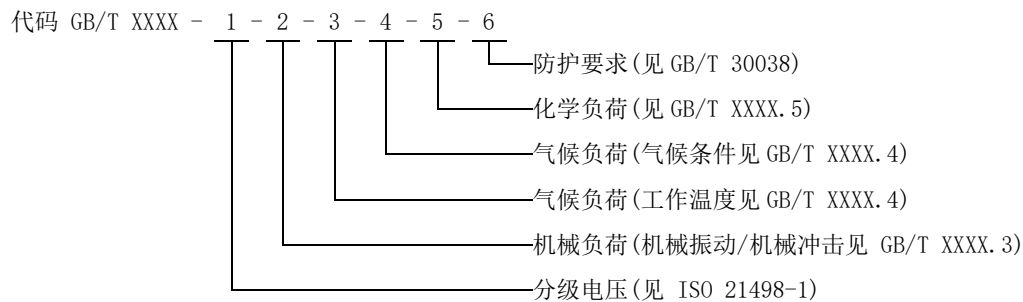 代码 GB/T XXXX - 1 - 2 - 3 - 4 - 5 - 6
防护要求(见 GB/T 30038)
化学负荷(见 GB/T XXXX.5)
气候负荷(气候条件见 GB/T XXXX.4)
气候负荷(工作温度见 GB/T XXXX.4)
机械负荷(机械振动/机械冲击见 GB/T XXXX.3)
分级电压(见 ISO 21498-1)